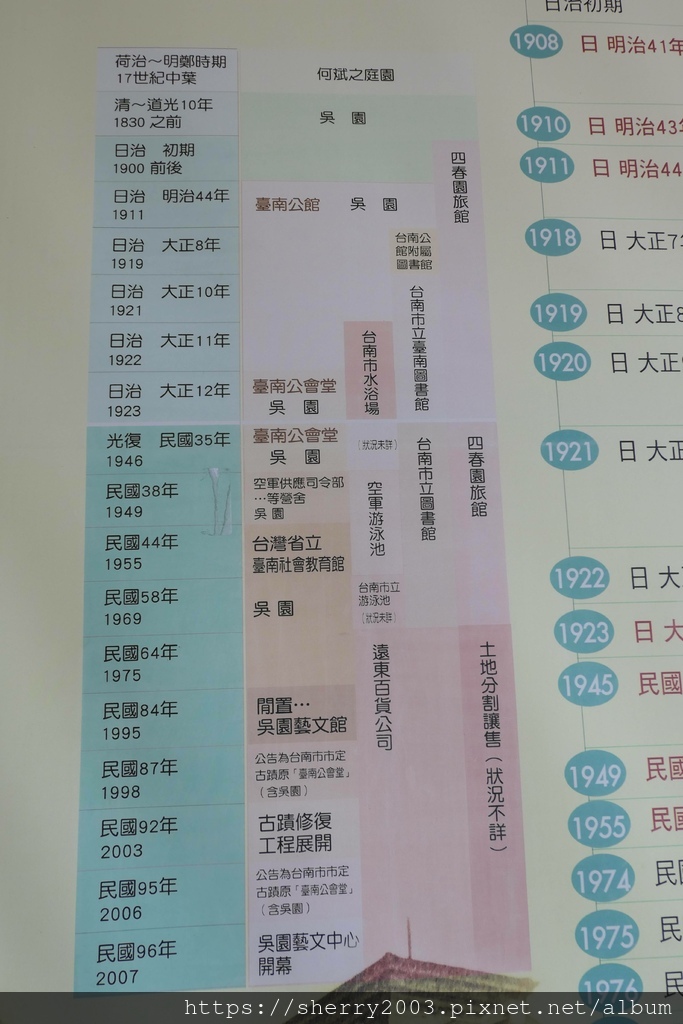 荷治～明鄭時期
17世紀中葉
何斌之庭園
清～道光10年
1830 之前
吳 園
日治 初期
1900 前後
四春園旅館
日治 明治44年
1911
臺南公館 吳 園
日治 大正8年
1919
台南公
館附屬
圖書館
日治 大正10年
1921
台南市立臺南圖書館
日治 大正11年
1922
台南市水浴場
日治 大正12年
1923
臺南公會堂
吳 園
光復 民國35年
1946
臺南公會堂
吳 園
(狀況未詳)
台南市立圖書館
四春園旅館
民國38年
1949
空軍供應司令部
…等營舍
吳 園
空軍游泳池
民國44年
1955
台灣省立
臺南社會教育館
民國58年
1969
吳 園
台南市立
游泳池
(狀況未詳)
民國64年
1975
遠東百貨公司
土地分割讓售(狀況不詳)
民國84年
1995
閒置…
吳園藝文館
民國87年
1998
公告為台南市市定
古蹟原「臺南公會堂」
(含吳園)
民國92年
2003
古蹟修復
工程展開
民國95年
2006
公告為台南市市定
古蹟原「臺南公會堂」
(含吳園)
民國96年
2007
吳園藝文中心
開幕
日治初期
1908 日 明治41年
1910 日 明治43
1911 日 明治44
1918 日 大正7
1919 日 大正8
1920 日 大正
1921 日 大正
1922 日 大
1923 日 大
1945 民國
1949 民國
1955 民國
1974 民
1975 民
1976 民
https://sherry2003.pixnet.net/album